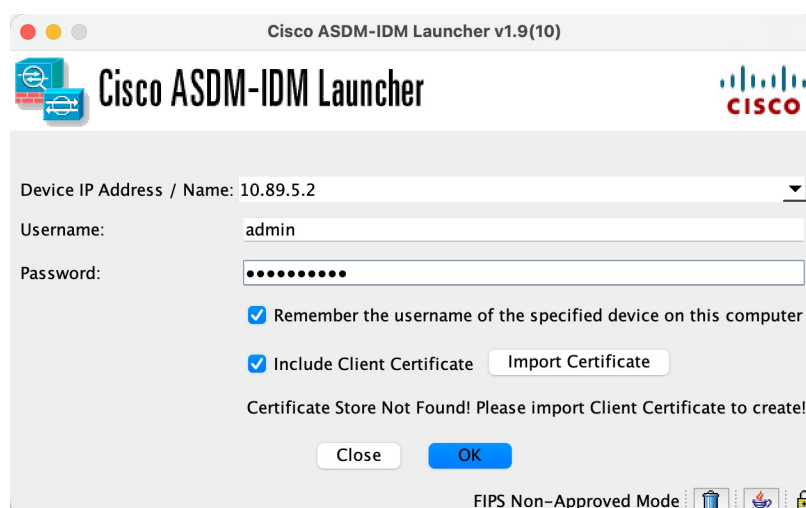 Cisco ASDM-IDM Launcher v1.9(10)
Cisco ASDM-IDM Launcher
CISCO
Device IP Address / Name: 10.89.5.2
Username: admin
Password: ••••••••••
Remember the username of the specified device on this computer
Include Client Certificate Import Certificate
Certificate Store Not Found! Please import Client Certificate to create!
Close OK
FIPS Non-Approved Mode